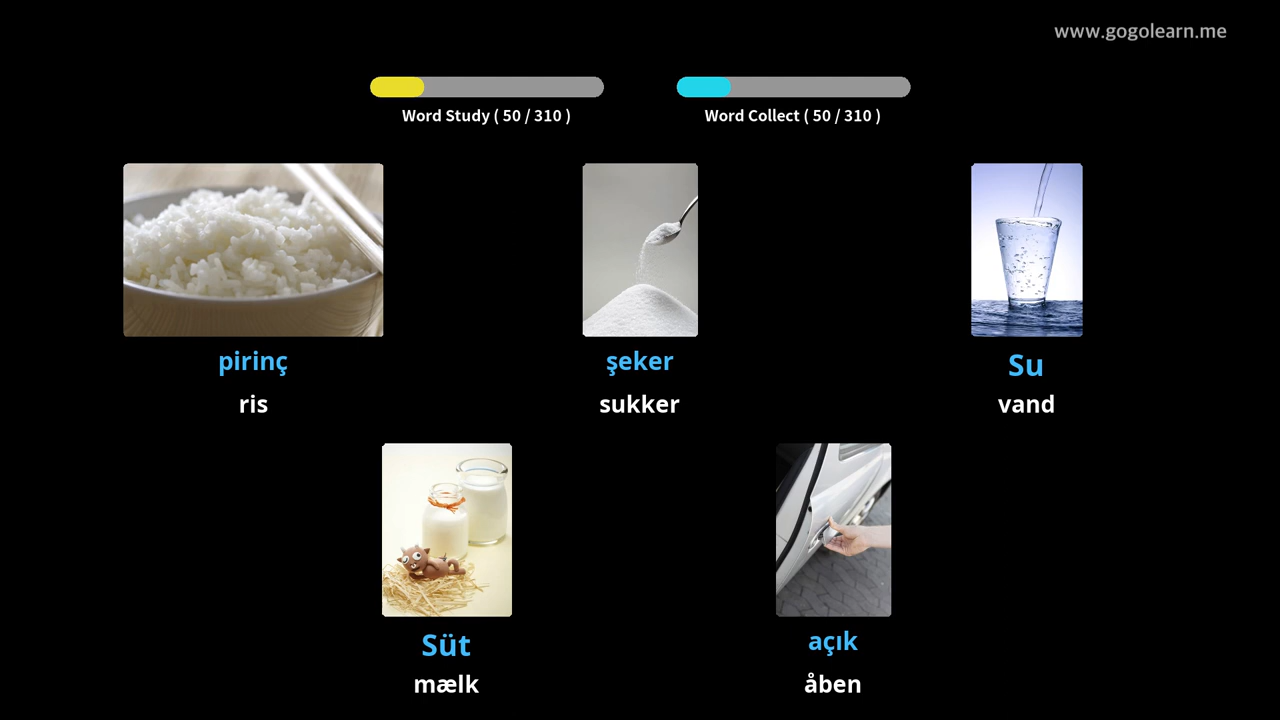 www.gogolearn.me
Word Study ( 50 / 310 )
Word Collect ( 50 / 310 )
pirinç
ris
şeker
sukker
Su
vand
Süt
mælk
açık
åben